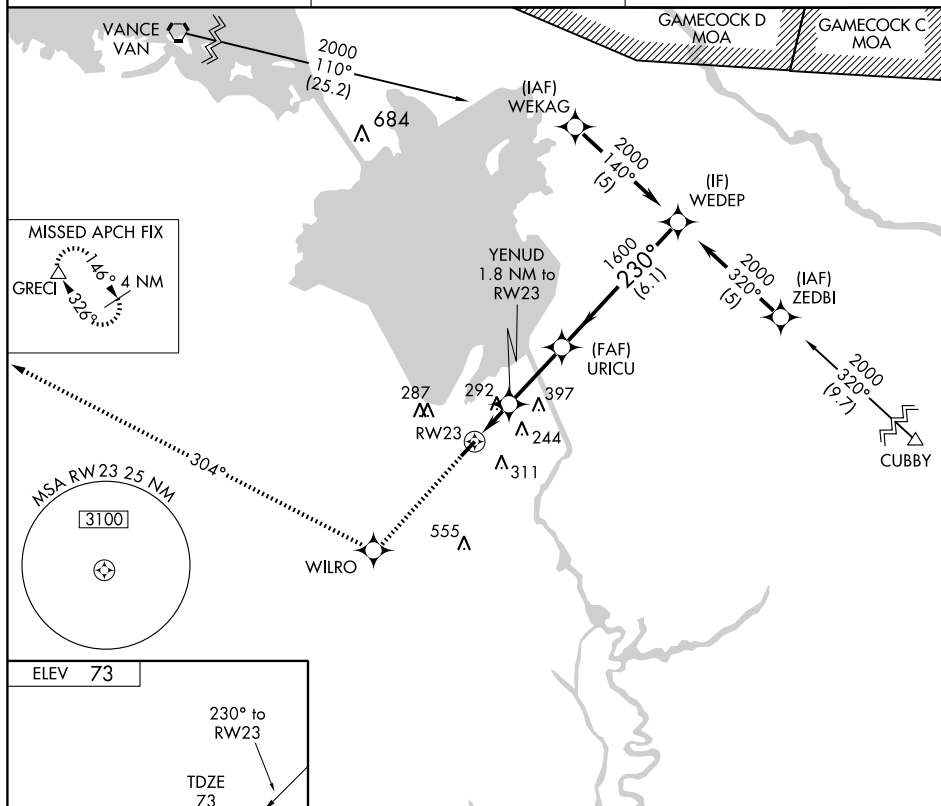 VANCE
VAN
2000
110°
(25.2)
684
GAMECOCK D
MOA
GAMECOCK C
MOA
(IAF)
WEKAG
2000
140°
(5)
(IF)
WEDEP
MISSED APCH FIX
GRECI
146°
4 NM
326°
YENUD
1.8 NM to
RW23
1600
230°
(6.1)
2000
320°
(5)
(IAF)
ZEDBI
(FAF)
URICU
2000
320°
(9.7)
CUBBY
287
292
397
RW23
244
311
304°
555
WILRO
MSA RW23 25 NM
3100
ELEV 73
230° to
RW23
TDZE
73